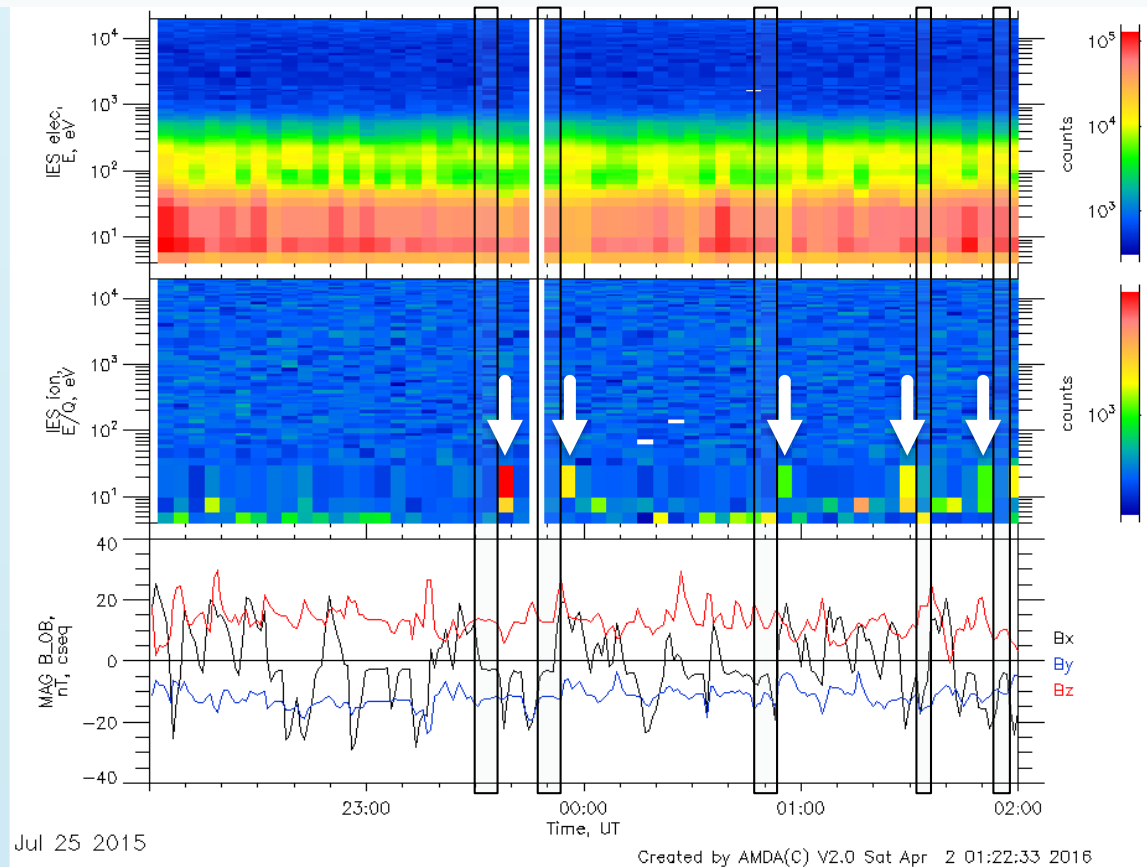 10⁴
10³
10²
10¹
IES elec,
E, eV
10⁵
10⁴
10³
counts
10⁴
10³
10²
10¹
IES ion,
E/Q, eV
10³
counts
40
20
0
−20
−40
MAG B_OB,
nT, cseq
Bx
By
Bz
23:00
00:00
01:00
02:00
Time, UT
Jul 25 2015
Created by AMDA(C) V2.0 Sat Apr 2 01:22:33 2016